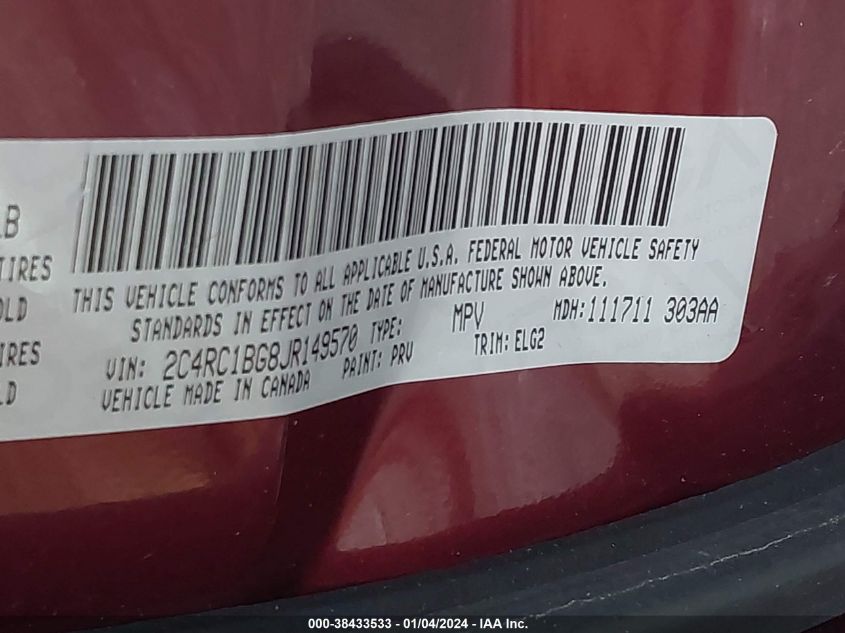 LB
TIRES
OLD
IRES
LD
THIS VEHICLE CONFORMS TO ALL APPLICABLE U.S.A. FEDERAL MOTOR VEHICLE SAFETY
STANDARDS IN EFFECT ON THE DATE OF MANUFACTURE SHOWN ABOVE.
VIN: 2C4RC1BG8JR149570 TYPE: MPV MDH:111711 303AA
VEHICLE MADE IN CANADA PAINT: PRV TRIM: ELG2
000-38433533 - 01/04/2024 - IAA Inc.